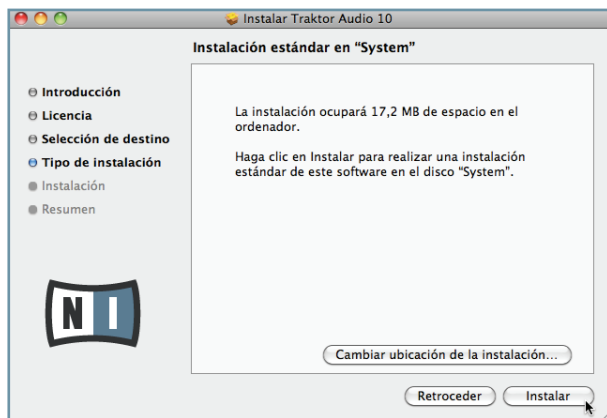 Instalar Traktor Audio 10
Instalación estándar en “System”
Introducción
Licencia
Selección de destino
Tipo de instalación
Instalación
Resumen
La instalación ocupará 17,2 MB de espacio en el
ordenador.
Haga clic en Instalar para realizar una instalación
estándar de este software en el disco “System”.
NI
Cambiar ubicación de la instalación...
Retroceder
Instalar